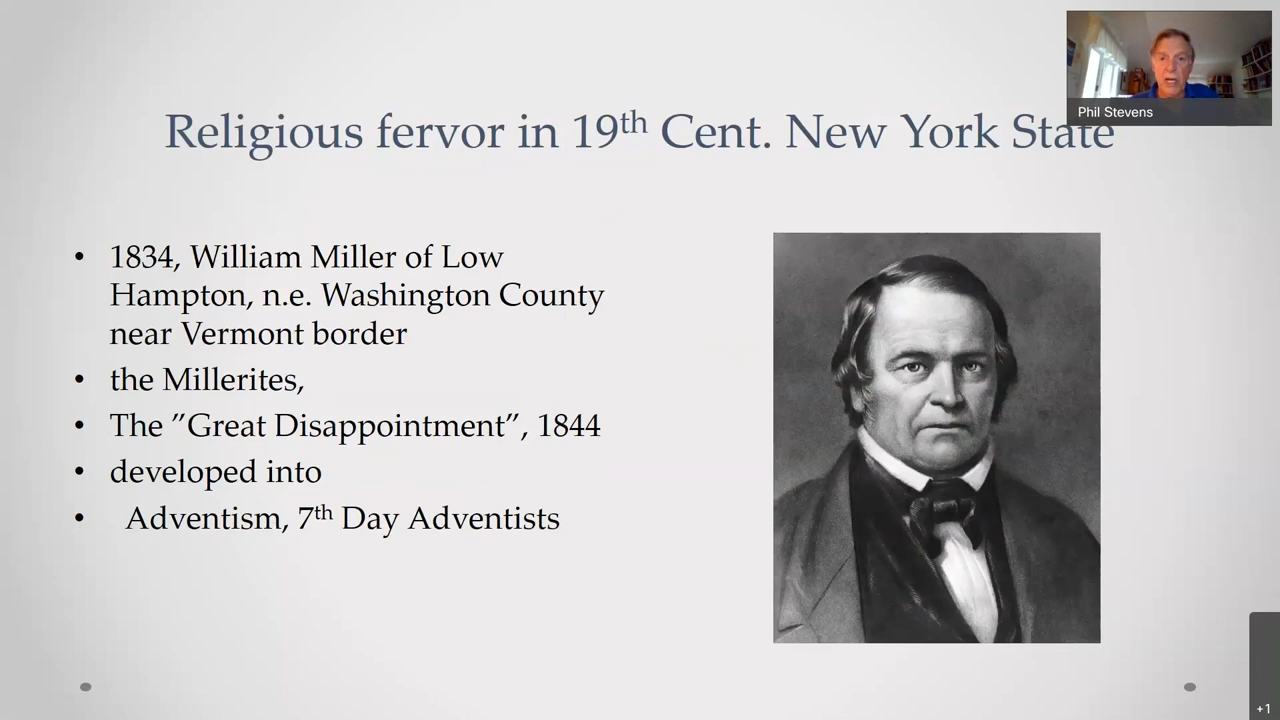 Phil Stevens
Religious fervor in 19th Cent. New York State
• 1834, William Miller of Low
Hampton, n.e. Washington County
near Vermont border
• the Millerites,
• The ”Great Disappointment”, 1844
• developed into
• Adventism, 7th Day Adventists
+1